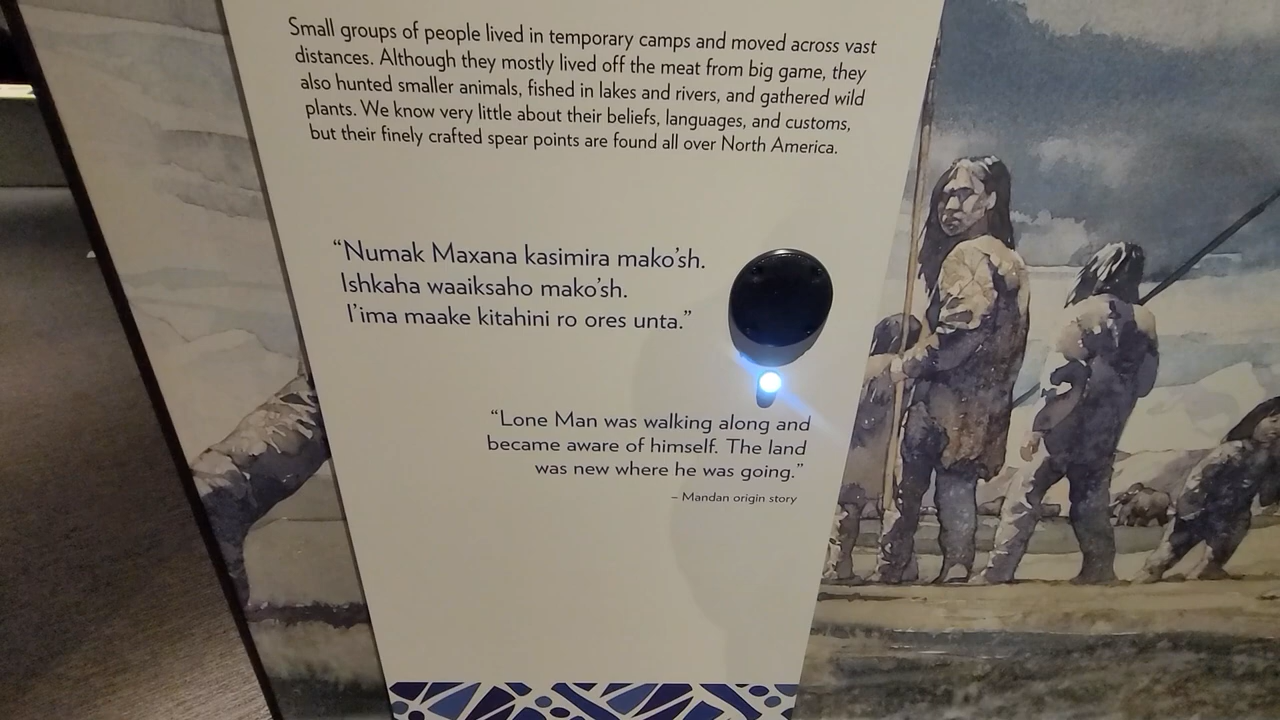 Small groups of people lived in temporary camps and moved across vast
distances. Although they mostly lived off the meat from big game, they
also hunted smaller animals, fished in lakes and rivers, and gathered wild
plants. We know very little about their beliefs, languages, and customs,
but their finely crafted spear points are found all over North America.
“Numak Maxana kasimira mako’sh.
Ishkaha waaiksaho mako’sh.
I’ima maake kitahini ro ores unta.”
“Lone Man was walking along and
became aware of himself. The land
was new where he was going.”
– Mandan origin story